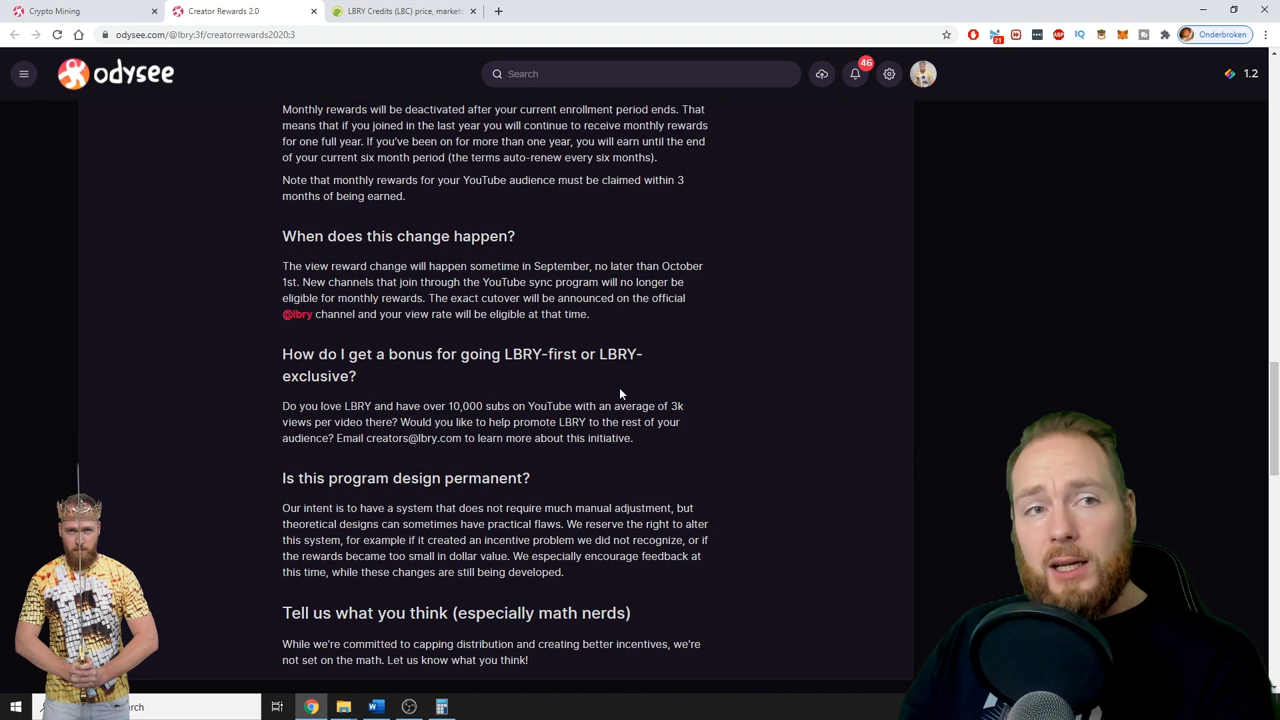 Crypto Mining
Creator Rewards 2.0
LBRY Credits (LBC) price, market
odysee.com/@lbry:3f/creatorrewards2020:3
21
ABP
IQ
Onderbroken
odysee
Search
46
1.2
Monthly rewards will be deactivated after your current enrollment period ends. That
means that if you joined in the last year you will continue to receive monthly rewards
for one full year. If you've been on for more than one year, you will earn until the end
of your current six month period (the terms auto-renew every six months).
Note that monthly rewards for your YouTube audience must be claimed within 3
months of being earned.
When does this change happen?
The view reward change will happen sometime in September, no later than October
1st. New channels that join through the YouTube sync program will no longer be
eligible for monthly rewards. The exact cutover will be announced on the official
@lbry channel and your view rate will be eligible at that time.
How do I get a bonus for going LBRY-first or LBRY-
exclusive?
Do you love LBRY and have over 10,000 subs on YouTube with an average of 3k
views per video there? Would you like to help promote LBRY to the rest of your
audience? Email creators@lbry.com to learn more about this initiative.
Is this program design permanent?
Our intent is to have a system that does not require much manual adjustment, but
theoretical designs can sometimes have practical flaws. We reserve the right to alter
this system, for example if it created an incentive problem we did not recognize, or if
the rewards became too small in dollar value. We especially encourage feedback at
this time, while these changes are still being developed.
Tell us what you think (especially math nerds)
While we're committed to capping distribution and creating better incentives, we're
not set on the math. Let us know what you think!
rch